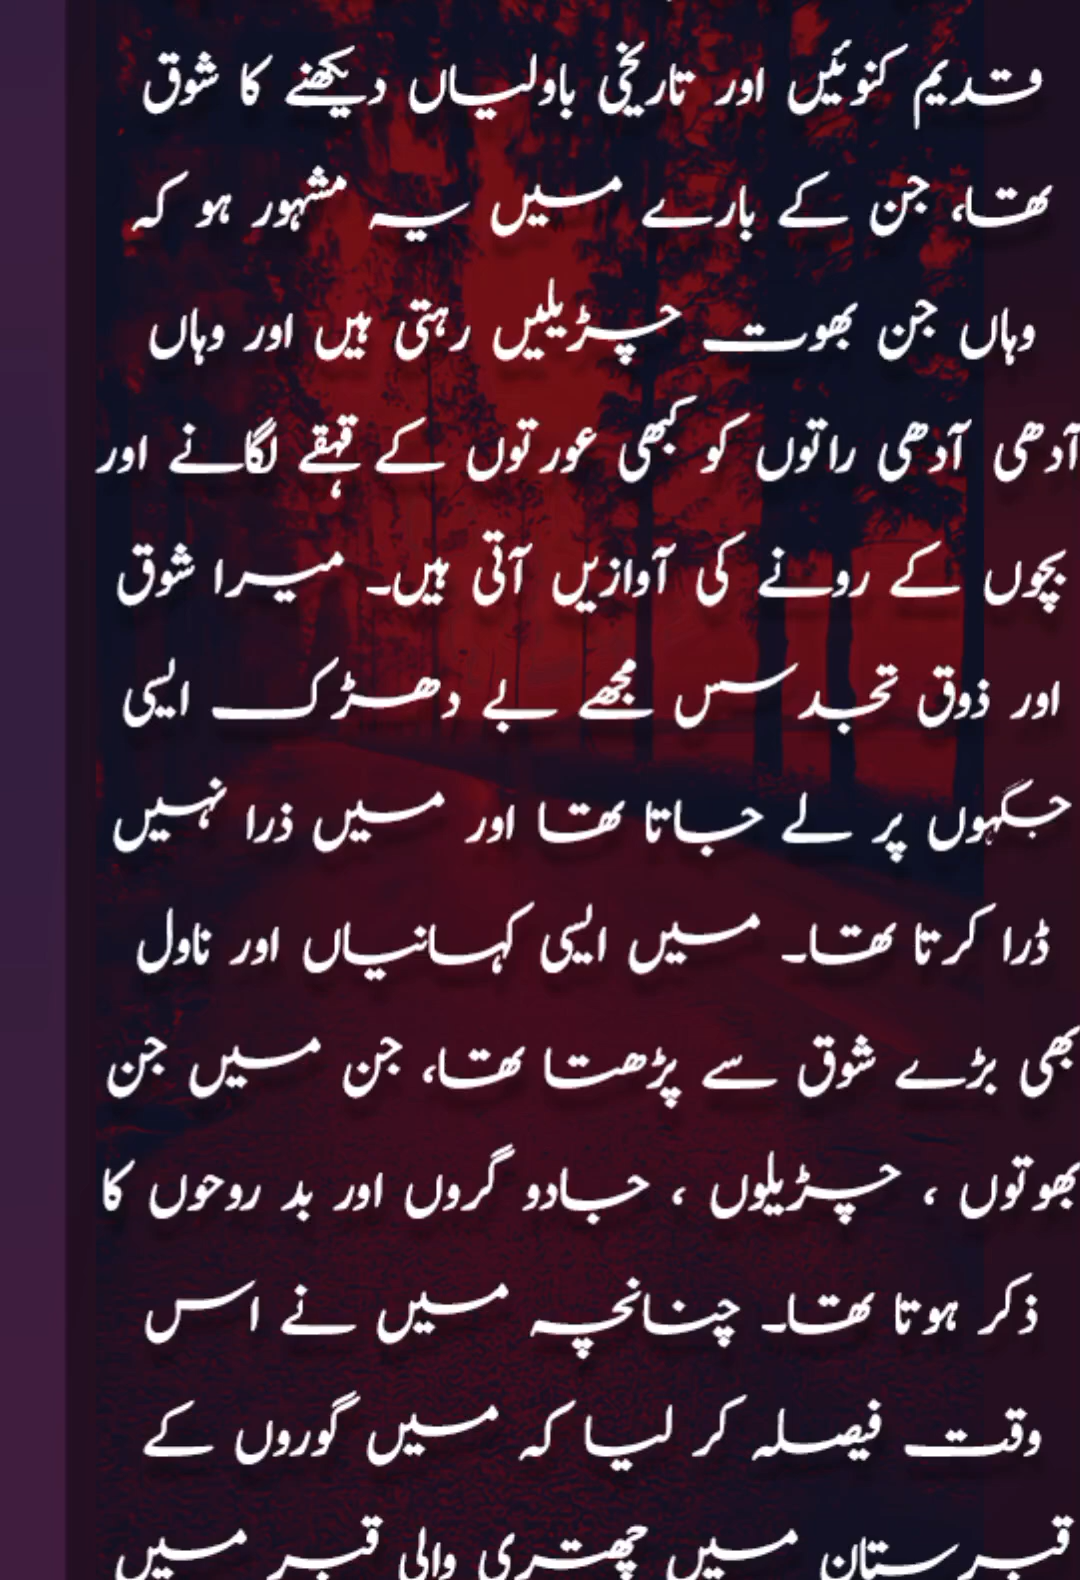 قدیم کنوئیں اور تاریخی باولیاں دیکھنے کا شوق
تھا، جن کے بارے میں یہ مشہور ہو کہ
وہاں جن بھوت چڑیلیں رہتی ہیں اور وہاں
آدھی آدھی راتوں کو کبھی عورتوں کے قہقے لگانے اور
بچوں کے رونے کی آوازیں آتی ہیں۔ میرا شوق
اور ذوق تجسس مجھے بے دھڑک ایسی
جگہوں پر لے جاتا تھا اور میں ذرا نہیں
ڈرا کرتا تھا۔ میں ایسی کہانیاں اور ناول
بھی بڑے شوق سے پڑھتا تھا، جن میں جن
بھوتوں ، چڑیلوں ، جادو گروں اور بد روحوں کا
ذکر ہوتا تھا۔ چنانچہ میں نے اس
وقت فیصلہ کر لیا کہ میں گوروں کے
قبرستان میں چھتری والی قبر میں